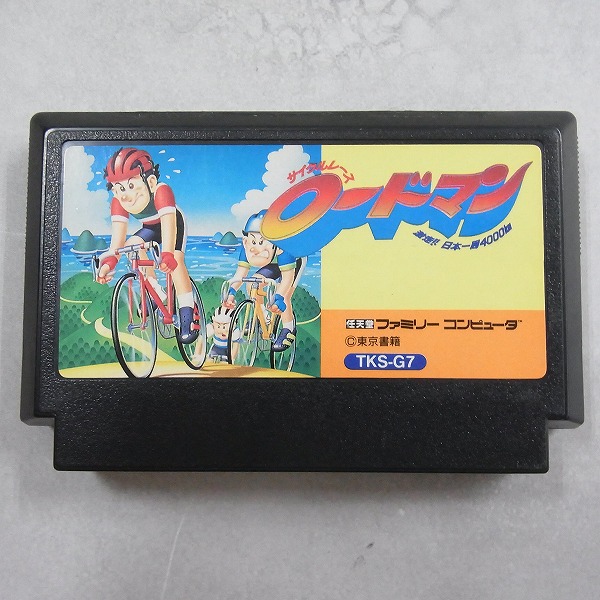 サイクルレース
ロードマン
激走!! 日本一周4000km
任天堂 ファミリー コンピュータ™
©東京書籍
TKS-G7